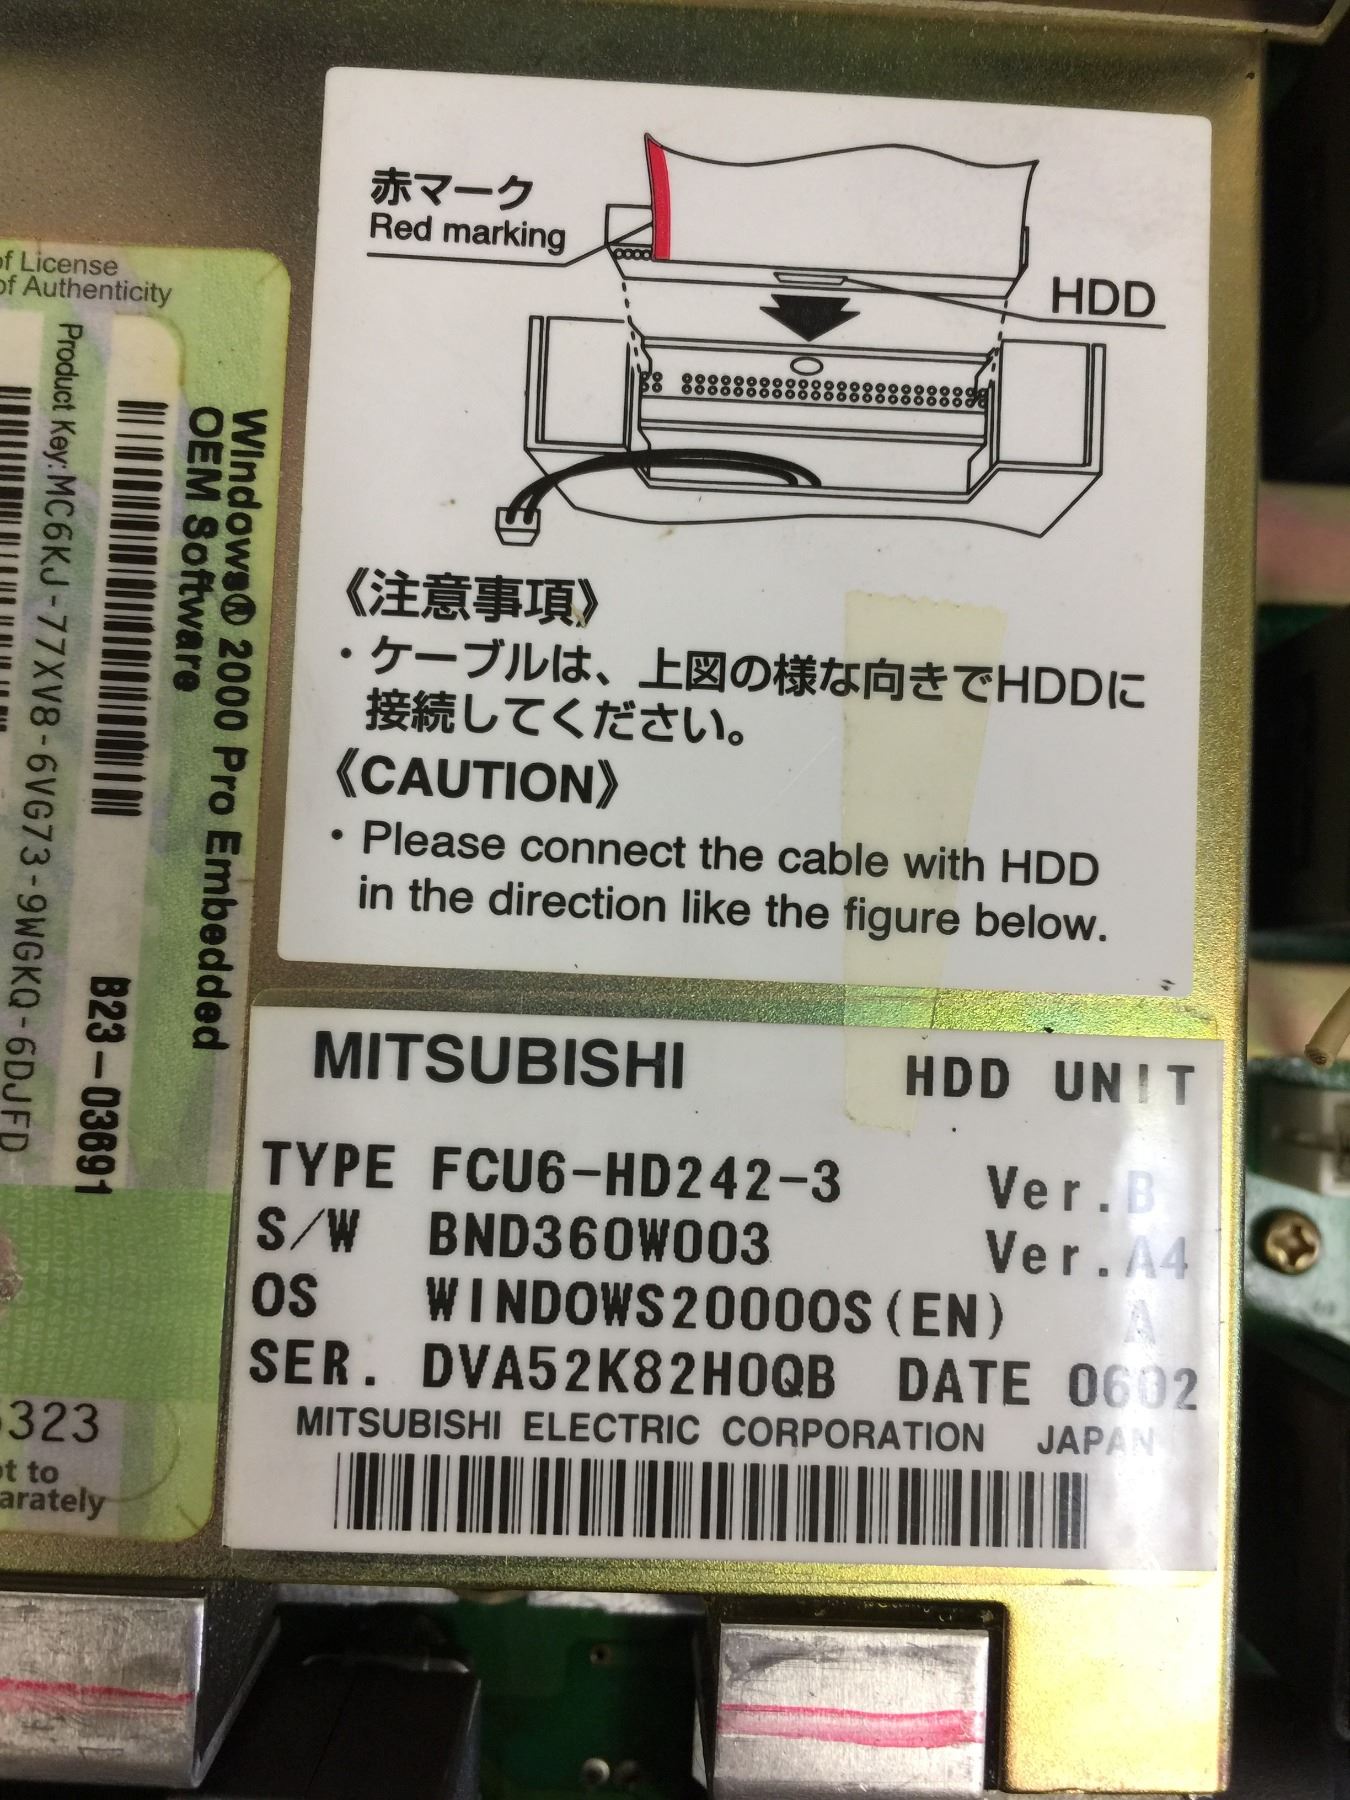 赤マーク
Red marking
HDD
《注意事項》
・ケーブルは、上図の様な向きでHDDに
接続してください。
《CAUTION》
・Please connect the cable with HDD
in the direction like the figure below.
MITSUBISHI HDD UNIT
TYPE FCU6-HD242-3 Ver.B
S/W BND360W003 Ver.A4
OS WINDOWS2000OS(EN) A
SER. DVA52K82H0QB DATE 0602
MITSUBISHI ELECTRIC CORPORATION JAPAN
of License
of Authenticity
Windows® 2000 Pro Embedded
OEM Software
B23-03691
Product Key:MC6KJ-77XV8-6VG73-9WGKQ-6DJFD
323
to